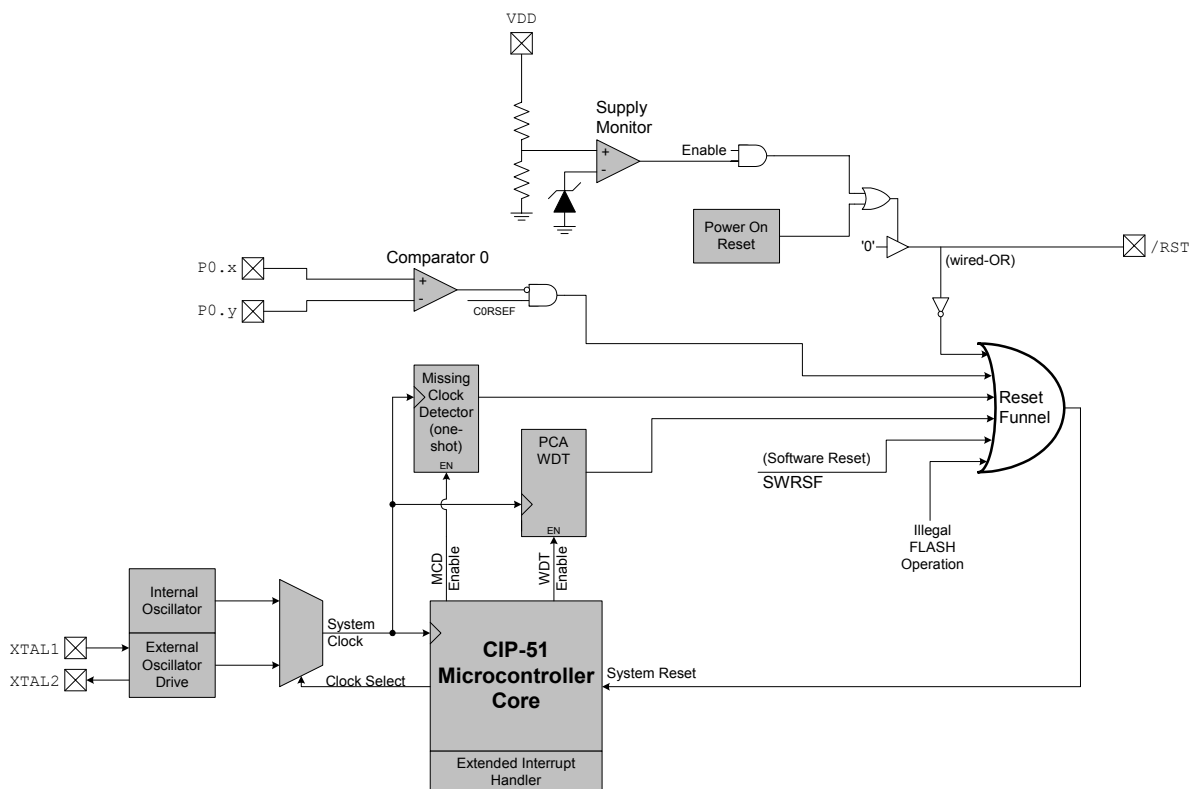 VDD
Supply
Monitor
+
-
Enable
Power On
Reset
'0'
/RST
(wired-OR)
P0.x
P0.y
Comparator 0
+
-
C0RSEF
Missing
Clock
Detector
(one-
shot)
EN
PCA
WDT
EN
(Software Reset)
SWRSF
Reset
Funnel
Illegal
FLASH
Operation
MCD
Enable
WDT
Enable
Internal
Oscillator
External
Oscillator
Drive
XTAL1
XTAL2
System
Clock
Clock Select
CIP-51
Microcontroller
Core
System Reset
Extended Interrupt
Handler